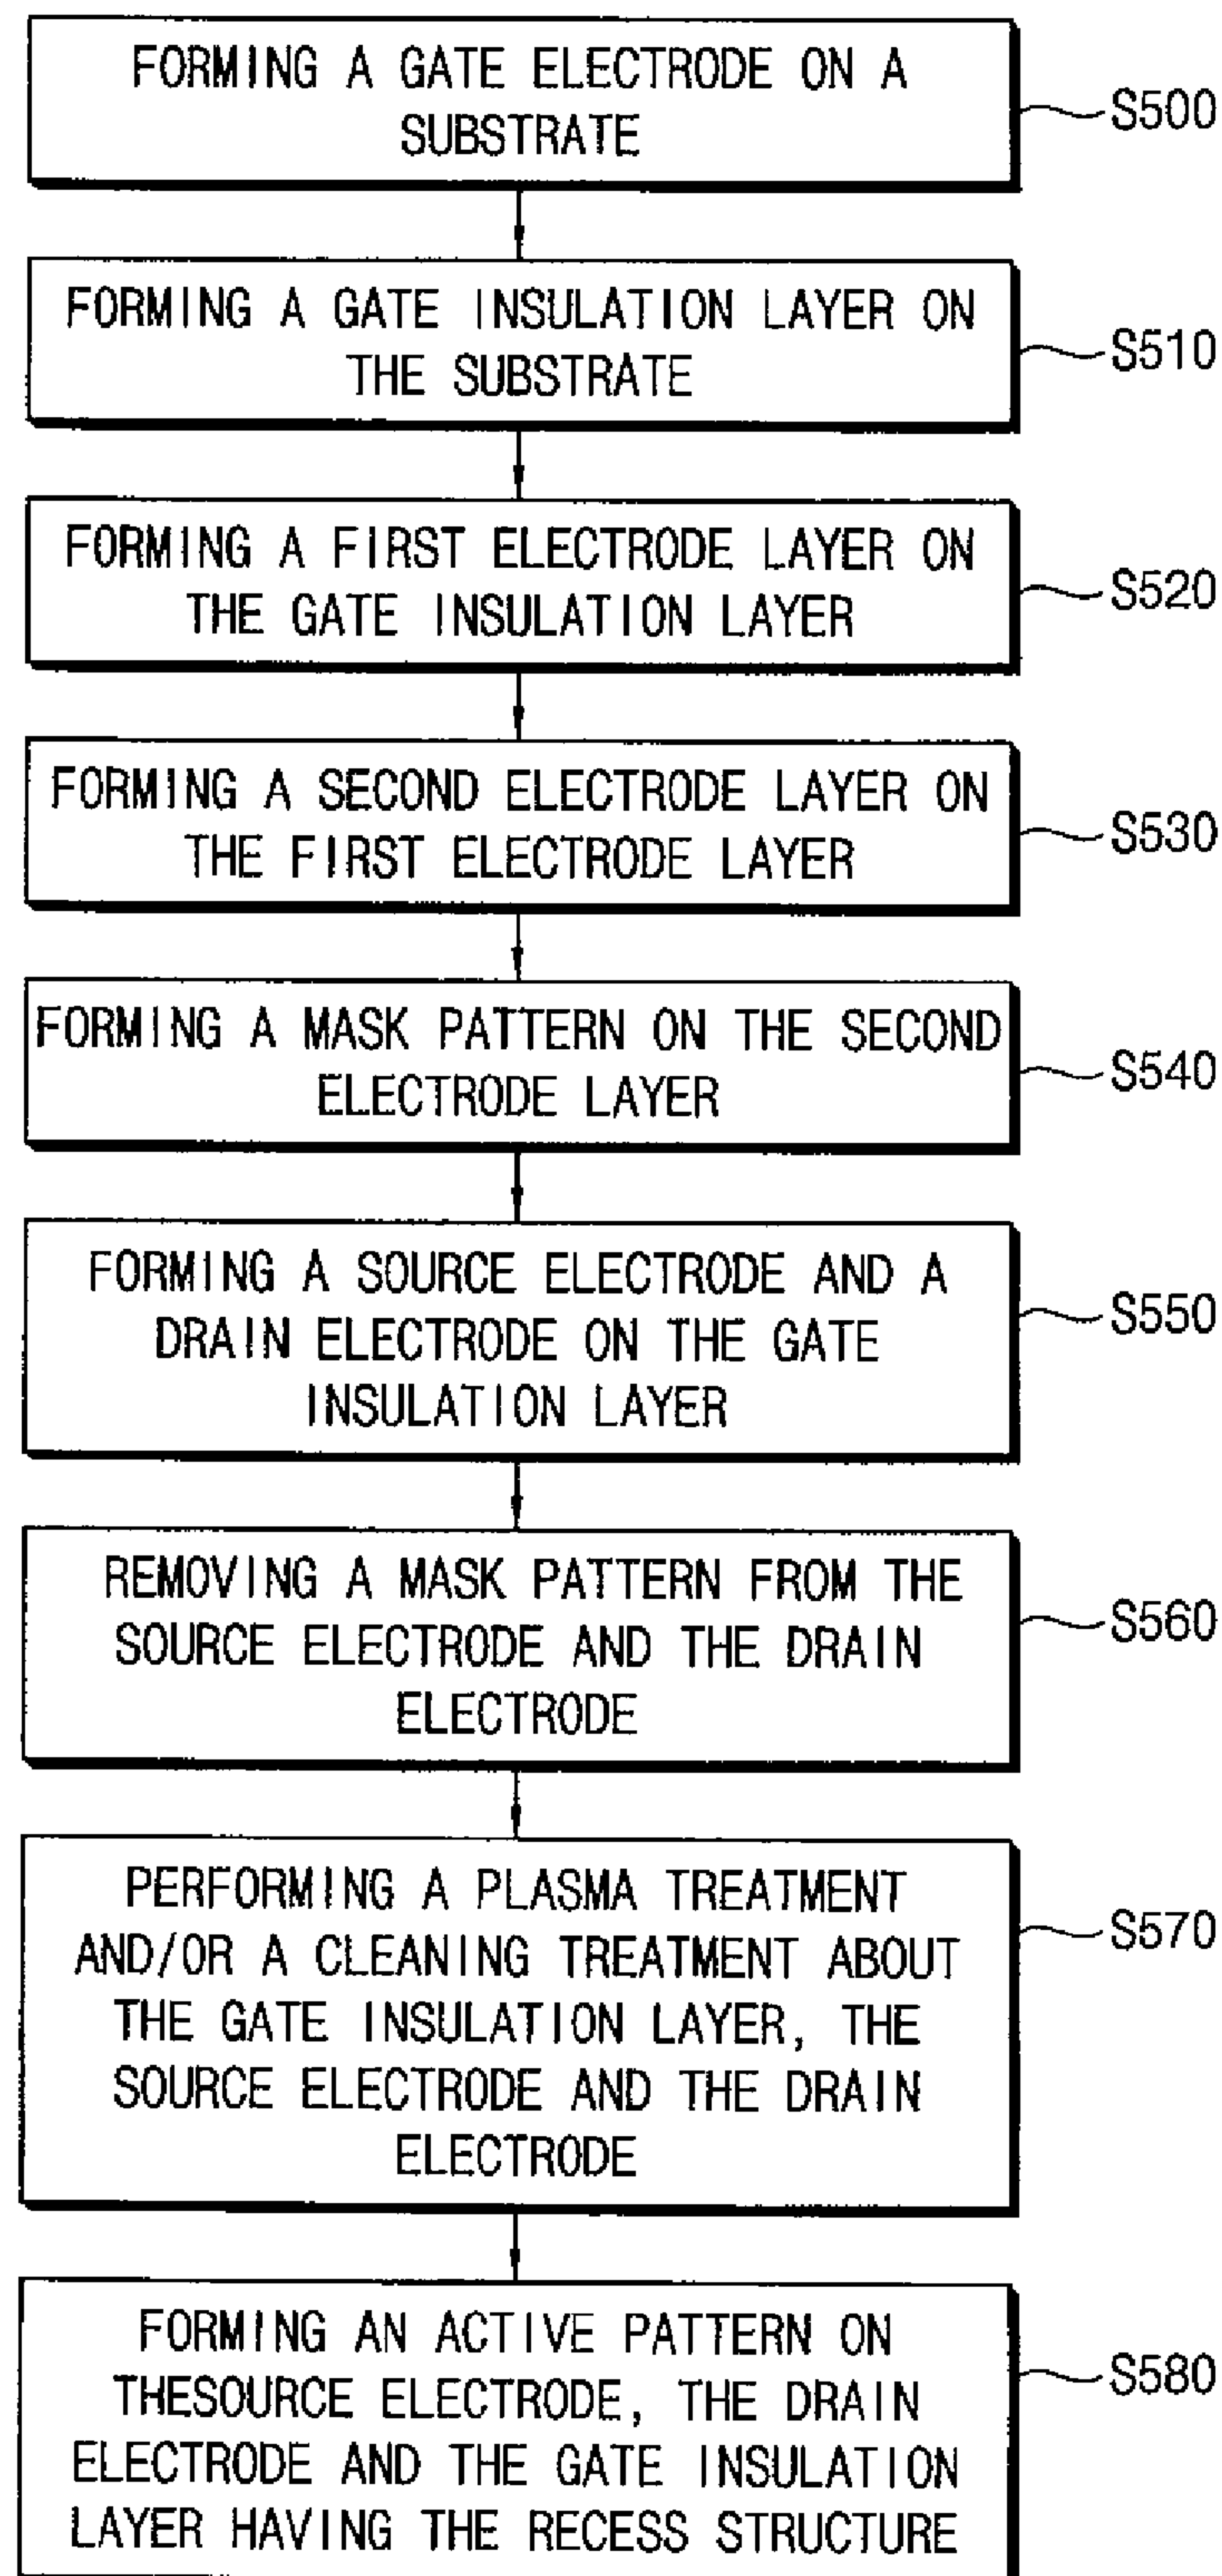 FORMING A GATE ELECTRODE ON A
SUBSTRATE
S500
FORMING A GATE INSULATION LAYER ON
THE SUBSTRATE
S510
FORMING A FIRST ELECTRODE LAYER ON
THE GATE INSULATION LAYER
S520
FORMING A SECOND ELECTRODE LAYER ON
THE FIRST ELECTRODE LAYER
S530
FORMING A MASK PATTERN ON THE SECOND
ELECTRODE LAYER
S540
FORMING A SOURCE ELECTRODE AND A
DRAIN ELECTRODE ON THE GATE
INSULATION LAYER
S550
REMOVING A MASK PATTERN FROM THE
SOURCE ELECTRODE AND THE DRAIN
ELECTRODE
S560
PERFORMING A PLASMA TREATMENT
AND/OR A CLEANING TREATMENT ABOUT
THE GATE INSULATION LAYER, THE
SOURCE ELECTRODE AND THE DRAIN
ELECTRODE
S570
FORMING AN ACTIVE PATTERN ON
THESOURCE ELECTRODE, THE DRAIN
ELECTRODE AND THE GATE INSULATION
LAYER HAVING THE RECESS STRUCTURE
S580